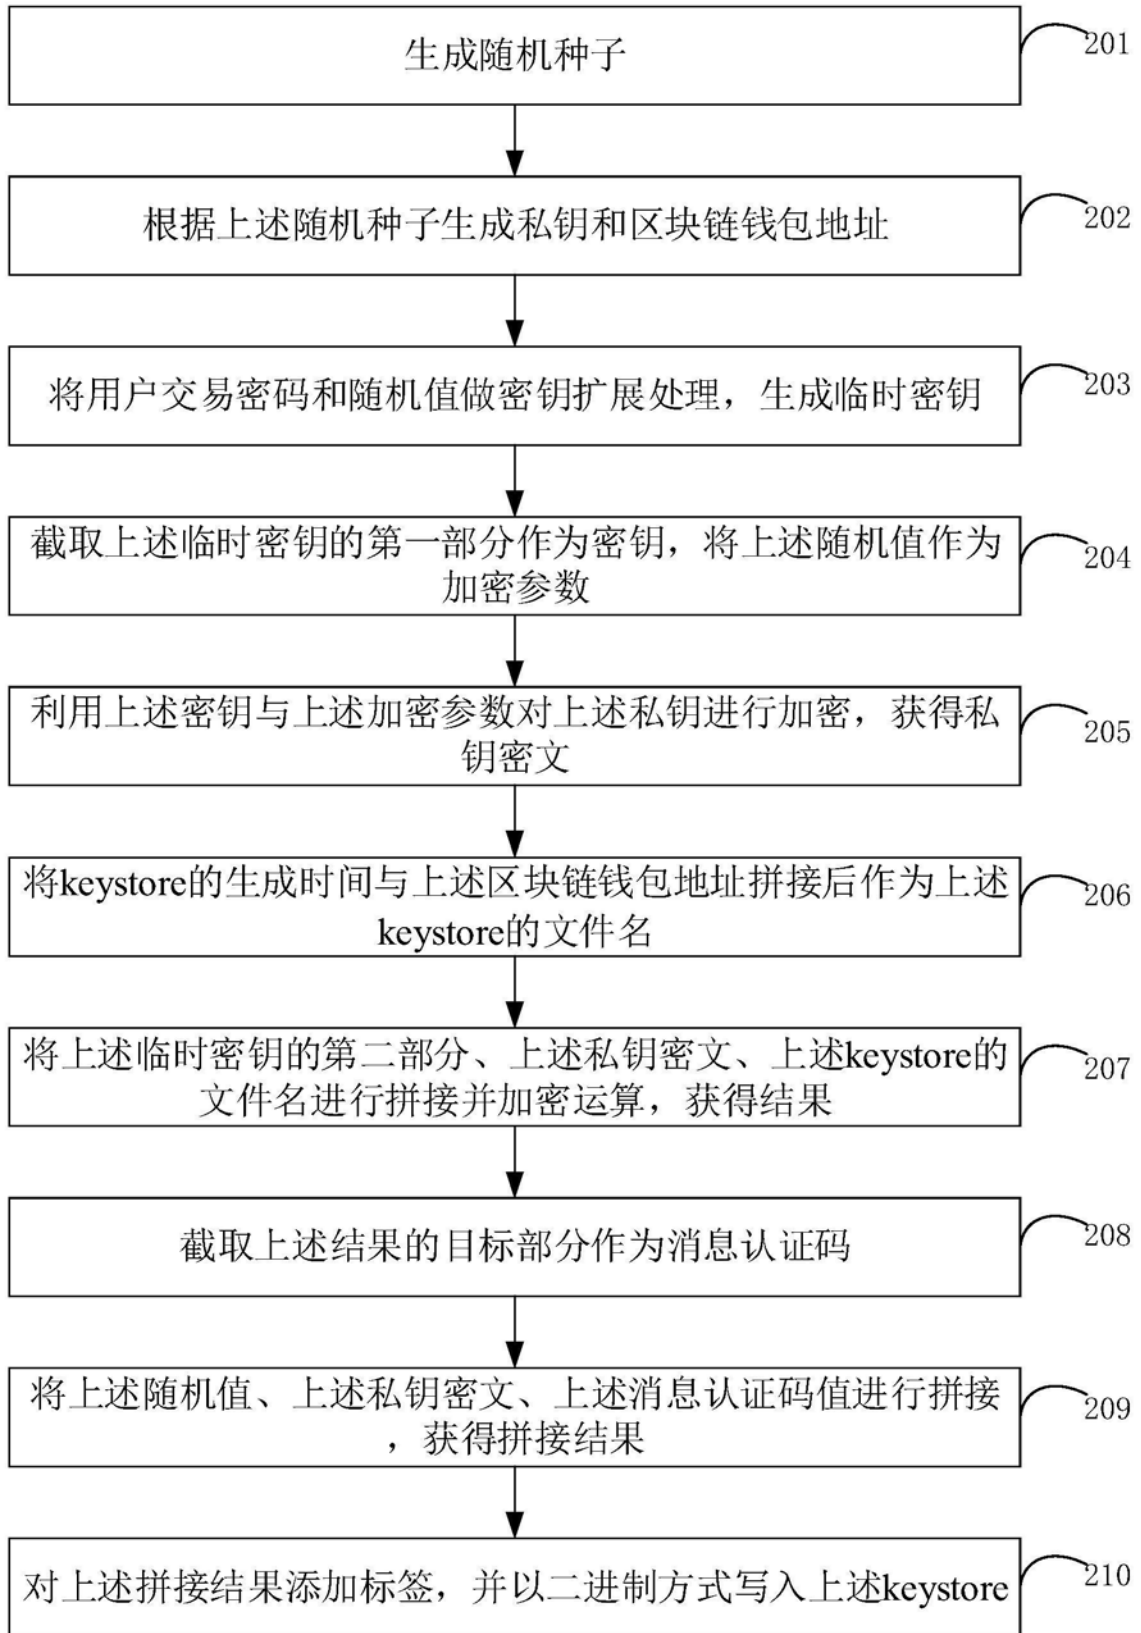 生成随机种子
201
根据上述随机种子生成私钥和区块链钱包地址
202
将用户交易密码和随机值做密钥扩展处理，生成临时密钥
203
截取上述临时密钥的第一部分作为密钥，将上述随机值作为
加密参数
204
利用上述密钥与上述加密参数对上述私钥进行加密，获得私
钥密文
205
将keystore的生成时间与上述区块链钱包地址拼接后作为上述
keystore的文件名
206
将上述临时密钥的第二部分、上述私钥密文、上述keystore的
文件名进行拼接并加密运算，获得结果
207
截取上述结果的目标部分作为消息认证码
208
将上述随机值、上述私钥密文、上述消息认证码值进行拼接
，获得拼接结果
209
对上述拼接结果添加标签，并以二进制方式写入上述keystore
210